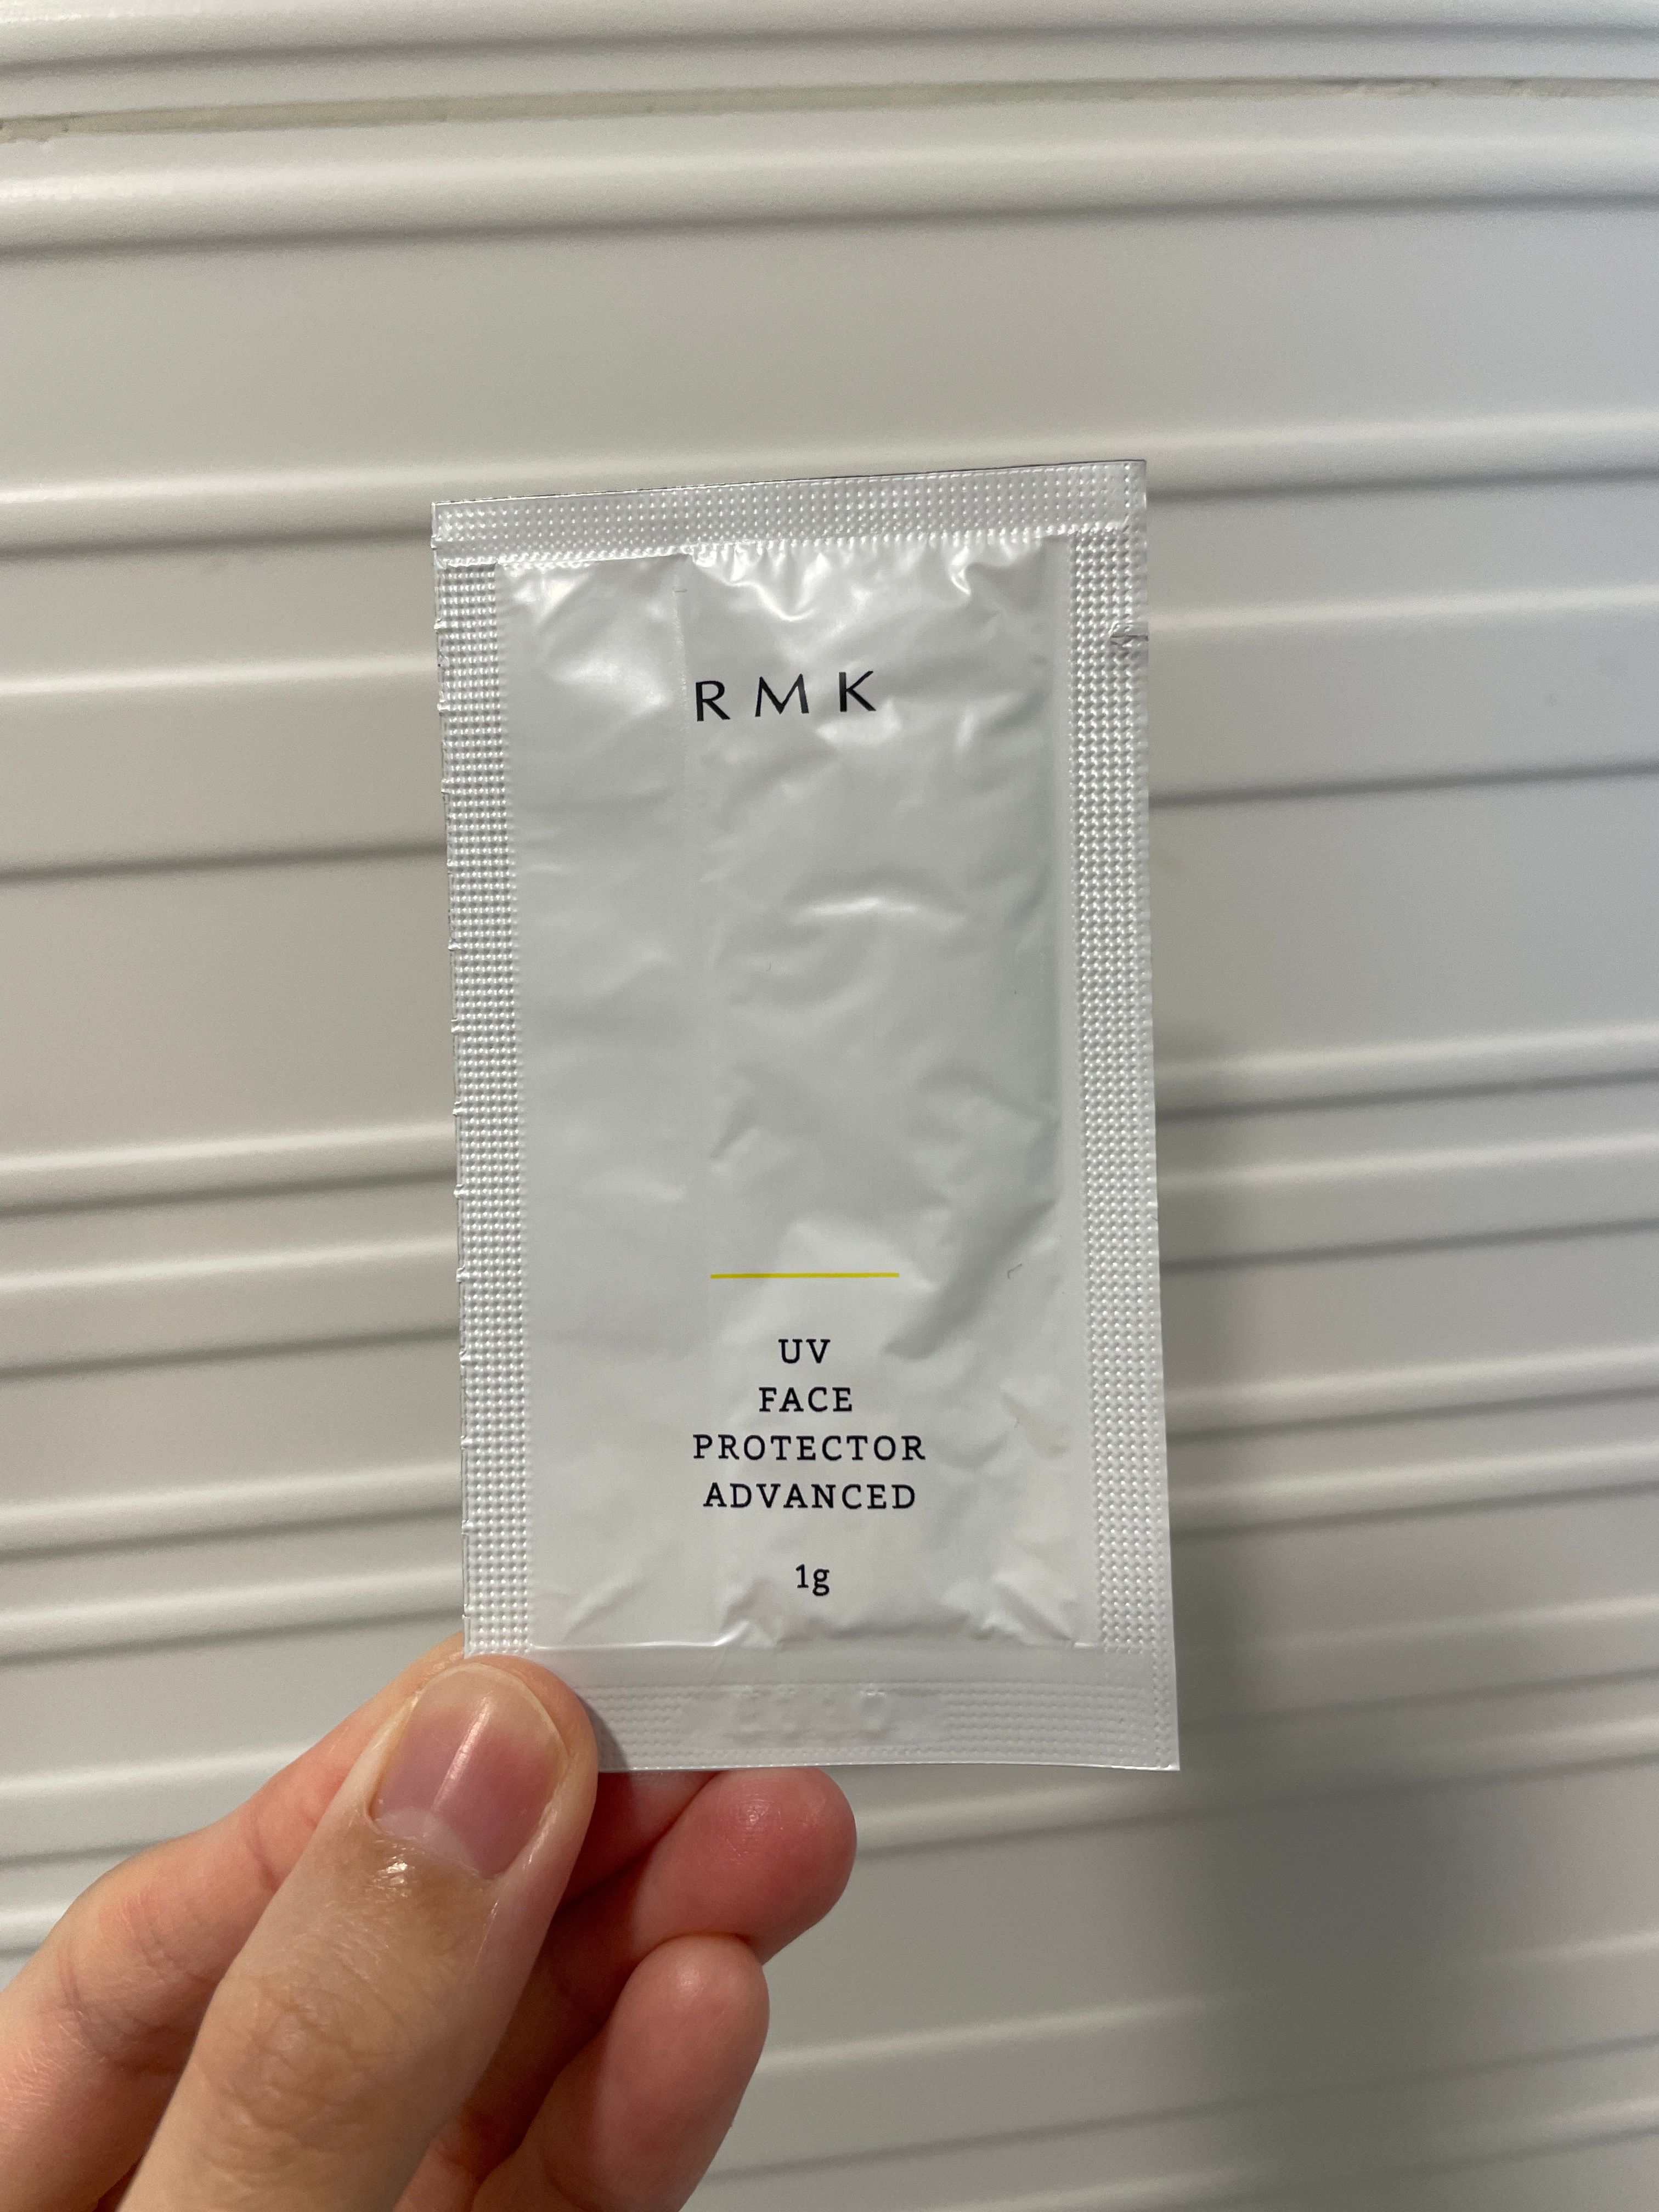 RMK
UV
FACE
PROTECTOR
ADVANCED
1g